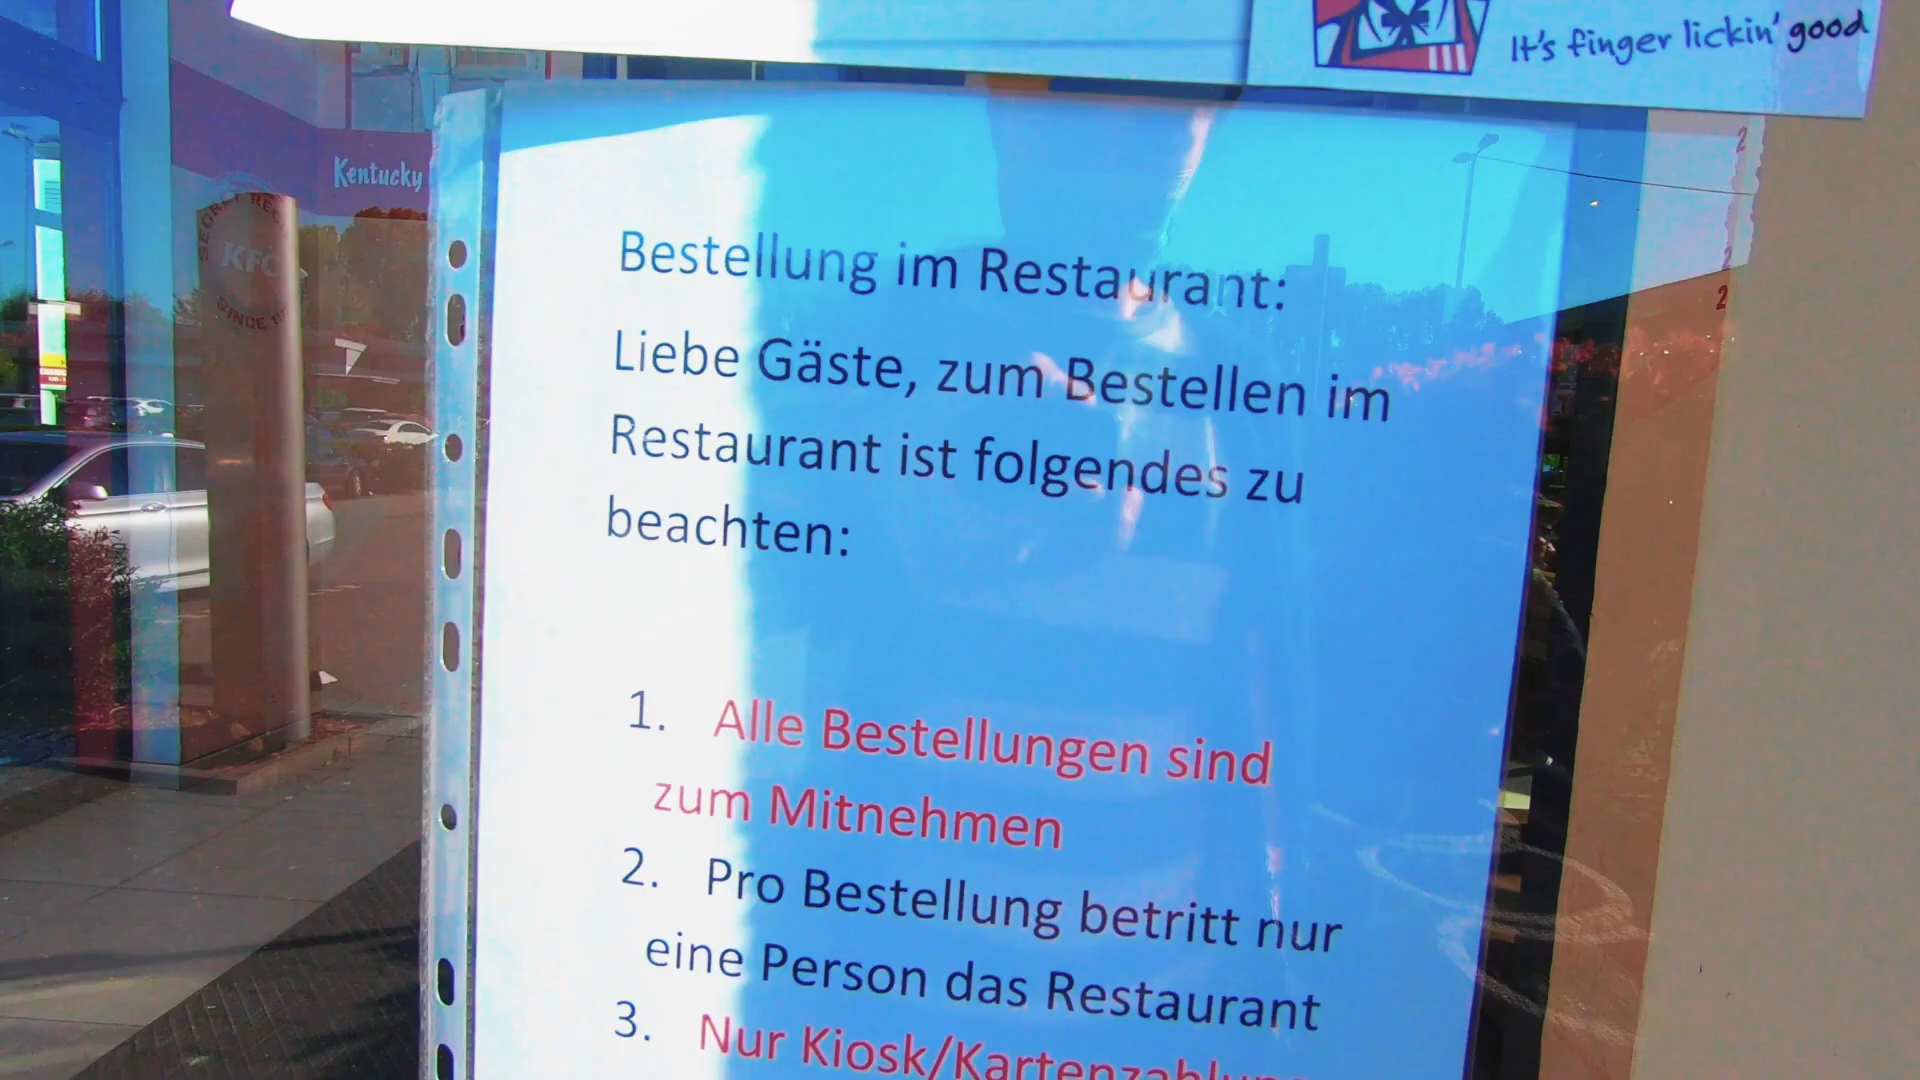 It's finger lickin' good
Kentucky
KFC
Bestellung im Restaurant:
Liebe Gäste, zum Bestellen im
Restaurant ist folgendes zu
beachten:
1. Alle Bestellungen sind
zum Mitnehmen
2. Pro Bestellung betritt nur
eine Person das Restaurant
3. Nur Kiosk/Kartenzahlung